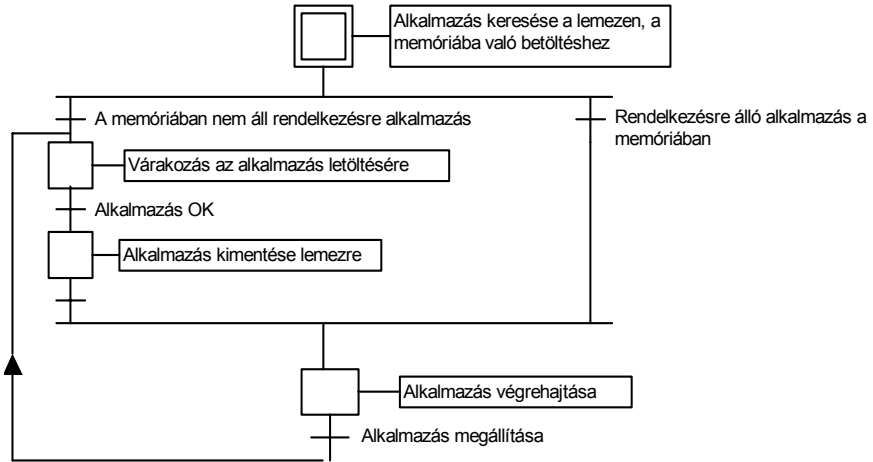 Alkalmazás keresése a lemezen, a
memóriába való betöltéshez
A memóriában nem áll rendelkezésre alkalmazás
Rendelkezésre álló alkalmazás a
memóriában
Várakozás az alkalmazás letöltésére
Alkalmazás OK
Alkalmazás kimentése lemezre
Alkalmazás végrehajtása
Alkalmazás megállítása